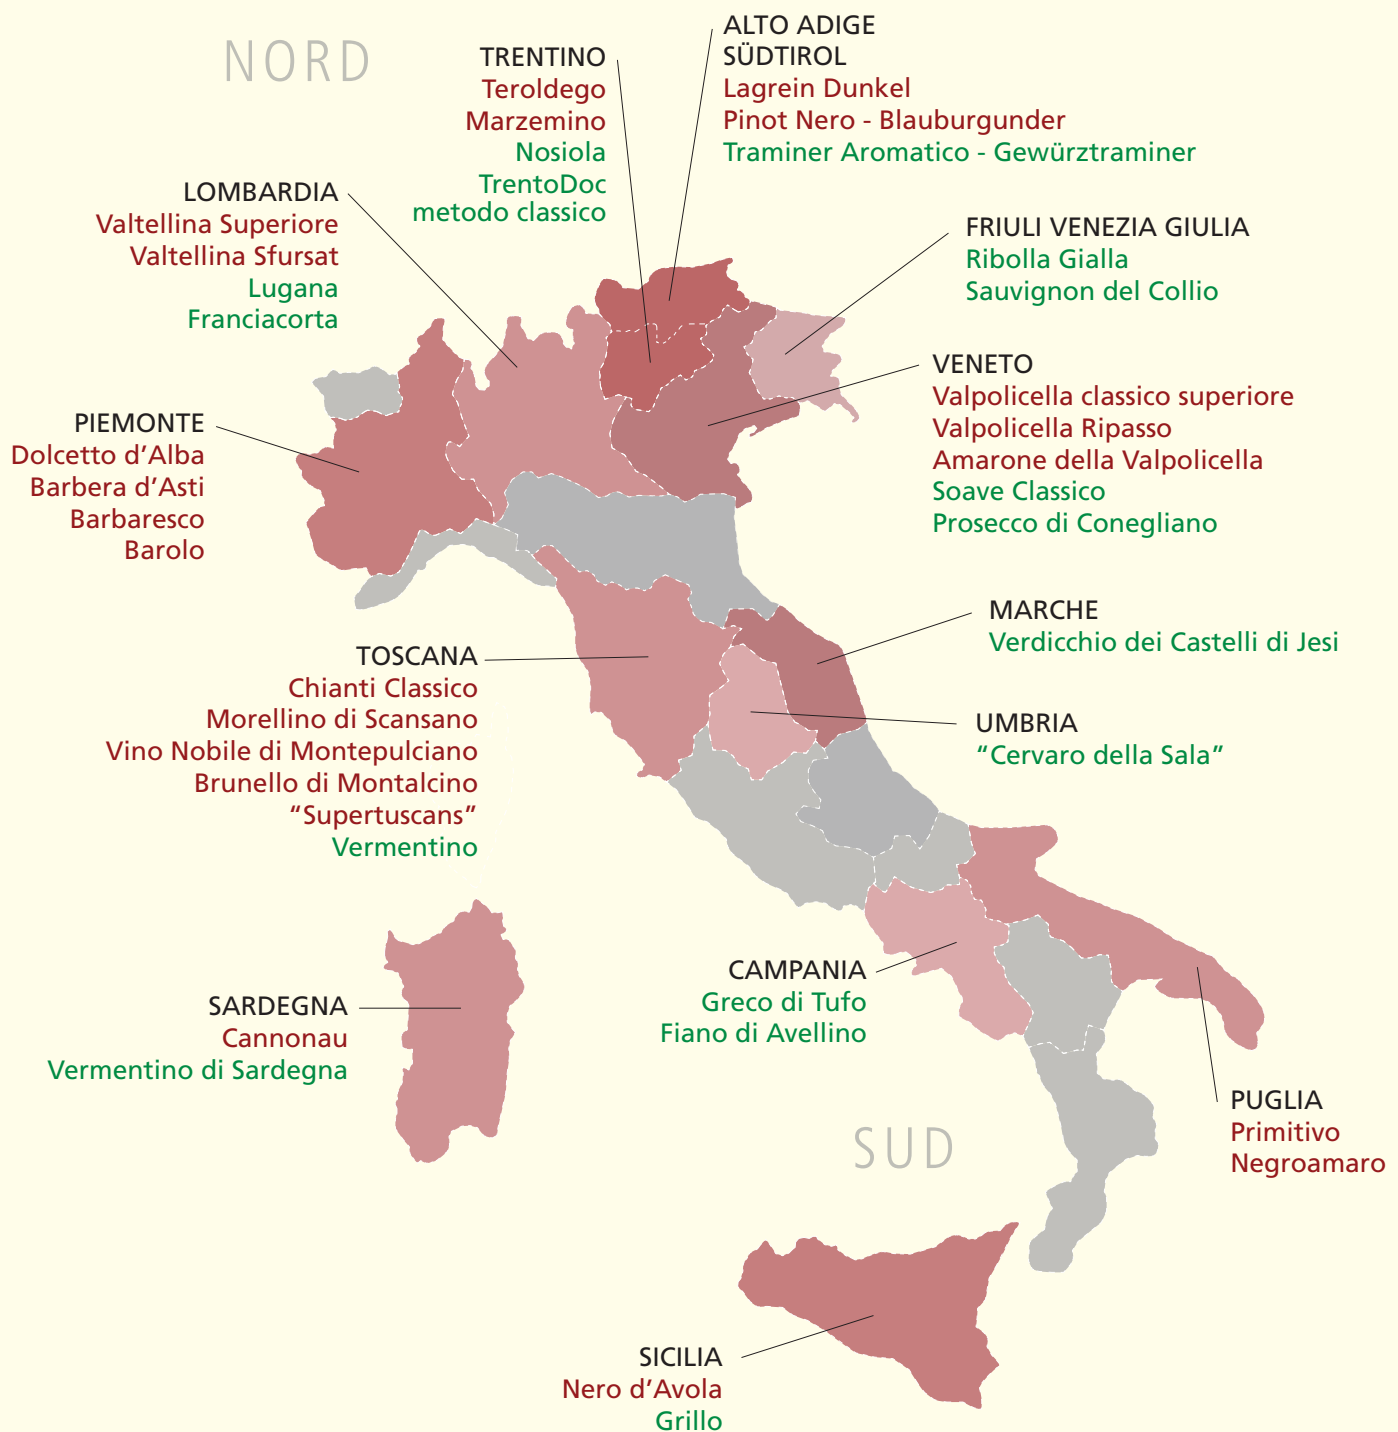 NORD
ALTO ADIGE
SÜDTIROL
Lagrein Dunkel
Pinot Nero - Blauburgunder
Traminer Aromatico - Gewürztraminer
TRENTINO
Teroldego
Marzemino
Nosiola
TrentoDoc
metodo classico
LOMBARDIA
Valtellina Superiore
Valtellina Sfursat
Lugana
Franciacorta
FRIULI VENEZIA GIULIA
Ribolla Gialla
Sauvignon del Collio
VENETO
Valpolicella classico superiore
Valpolicella Ripasso
Amarone della Valpolicella
Soave Classico
Prosecco di Conegliano
PIEMONTE
Dolcetto d’Alba
Barbera d’Asti
Barbaresco
Barolo
MARCHE
Verdicchio dei Castelli di Jesi
TOSCANA
Chianti Classico
Morellino di Scansano
Vino Nobile di Montepulciano
Brunello di Montalcino
“Supertuscans”
Vermentino
UMBRIA
“Cervaro della Sala”
CAMPANIA
Greco di Tufo
Fiano di Avellino
SARDEGNA
Cannonau
Vermentino di Sardegna
PUGLIA
Primitivo
Negroamaro
SUD
SICILIA
Nero d’Avola
Grillo